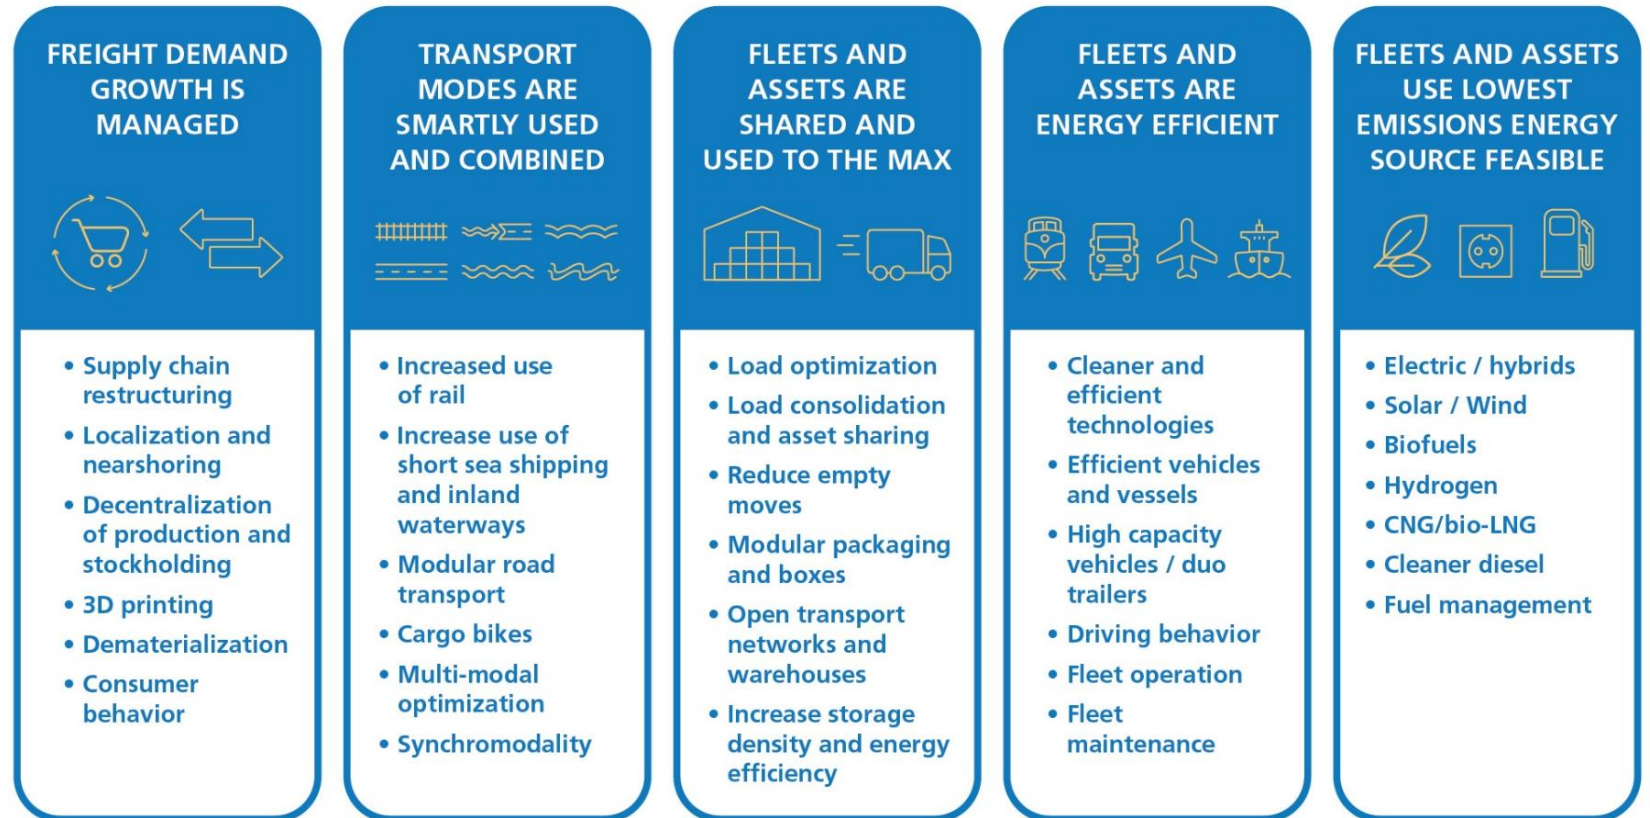 FREIGHT DEMAND
GROWTH IS
MANAGED
• Supply chain
restructuring
• Localization and
nearshoring
• Decentralization
of production and
stockholding
• 3D printing
• Dematerialization
• Consumer
behavior
TRANSPORT
MODES ARE
SMARTLY USED
AND COMBINED
• Increased use
of rail
• Increase use of
short sea shipping
and inland
waterways
• Modular road
transport
• Cargo bikes
• Multi-modal
optimization
• Synchromodality
FLEETS AND
ASSETS ARE
SHARED AND
USED TO THE MAX
• Load optimization
• Load consolidation
and asset sharing
• Reduce empty
moves
• Modular packaging
and boxes
• Open transport
networks and
warehouses
• Increase storage
density and energy
efficiency
FLEETS AND
ASSETS ARE
ENERGY EFFICIENT
• Cleaner and
efficient
technologies
• Efficient vehicles
and vessels
• High capacity
vehicles / duo
trailers
• Driving behavior
• Fleet operation
• Fleet
maintenance
FLEETS AND ASSETS
USE LOWEST
EMISSIONS ENERGY
SOURCE FEASIBLE
• Electric / hybrids
• Solar / Wind
• Biofuels
• Hydrogen
• CNG/bio-LNG
• Cleaner diesel
• Fuel management